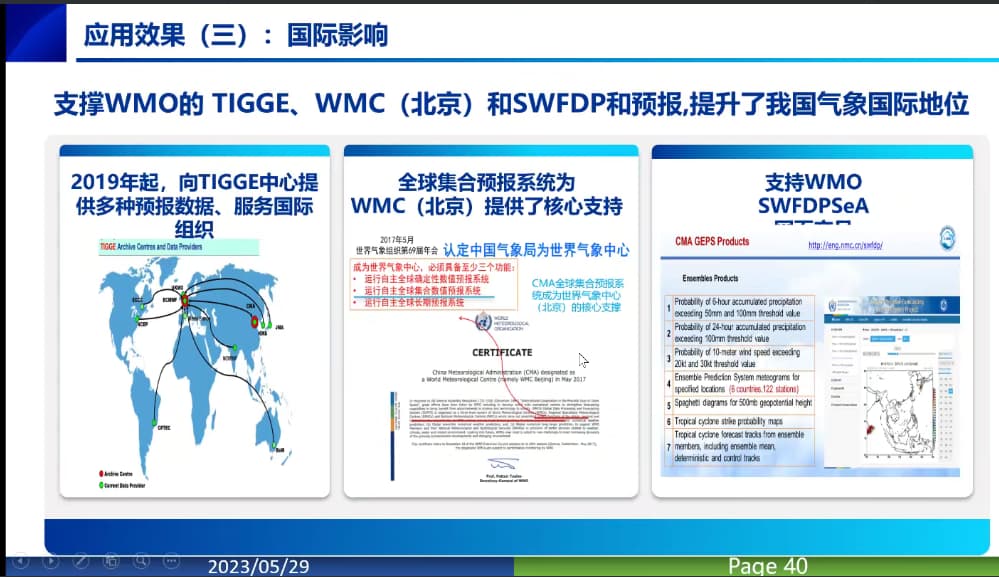 应用效果（三）：国际影响
支撑WMO的 TIGGE、WMC（北京）和SWFDP和预报,提升了我国气象国际地位
2019年起，向TIGGE中心提
供多种预报数据、服务国际
组织
TIGGE Archive Centres and Data Providers
UKMO
ECCC
ECMWF
NCEP
CMA
JMA
KMA
NCMRWF
CPTEC
BoM
Archive Centre
Current Data Provider
全球集合预报系统为
WMC（北京）提供了核心支持
2017年5月
世界气象组织第69届年会 认定中国气象局为世界气象中心
成为世界气象中心，必须具备至少三个功能：
• 运行自主全球确定性数值预报系统
• 运行自主全球集合数值预报系统
• 运行自主全球长期预报系统
CMA全球集合预报系
统成为世界气象中心
（北京）的核心支撑
WORLD
METEOROLOGICAL
ORGANIZATION
CERTIFICATE
China Meteorological Administration (CMA) designated as
a World Meteorological Centre (namely WMC Beijing) in May 2017
Prof. Petteri Taalas
Secretary-General of WMO
支持WMO
SWFDPSeA
CMA GEPS Products
http://eng.nmc.cn/swfdp/
Ensembles Products
1 Probability of 6-hour accumulated precipitation
exceeding 50mm and 100mm threshold value
2 Probability of 24-hour accumulated precipitation
exceeding 100mm threshold value
3 Probability of 10-meter wind speed exceeding
20kt and 30kt threshold value
4 Ensemble Prediction System meteograms for
specified locations (6 countries.122 stations)
5 Spaghetti diagrams for 500mb geopotential height
6 Tropical cyclone strike probability maps
7 Tropical cyclone forecast tracks from ensemble
members, including ensemble mean,
deterministic and control tracks
2023/05/29
Page 40